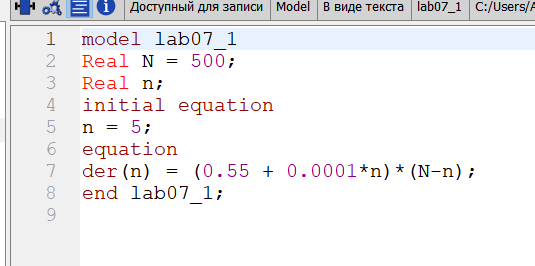 Доступный для записи Model В виде текста lab07_1 C:/Users/
1 model lab07_1
2 Real N = 500;
3 Real n;
4 initial equation
5 n = 5;
6 equation
7 der(n) = (0.55 + 0.0001*n)*(N-n);
8 end lab07_1;
9